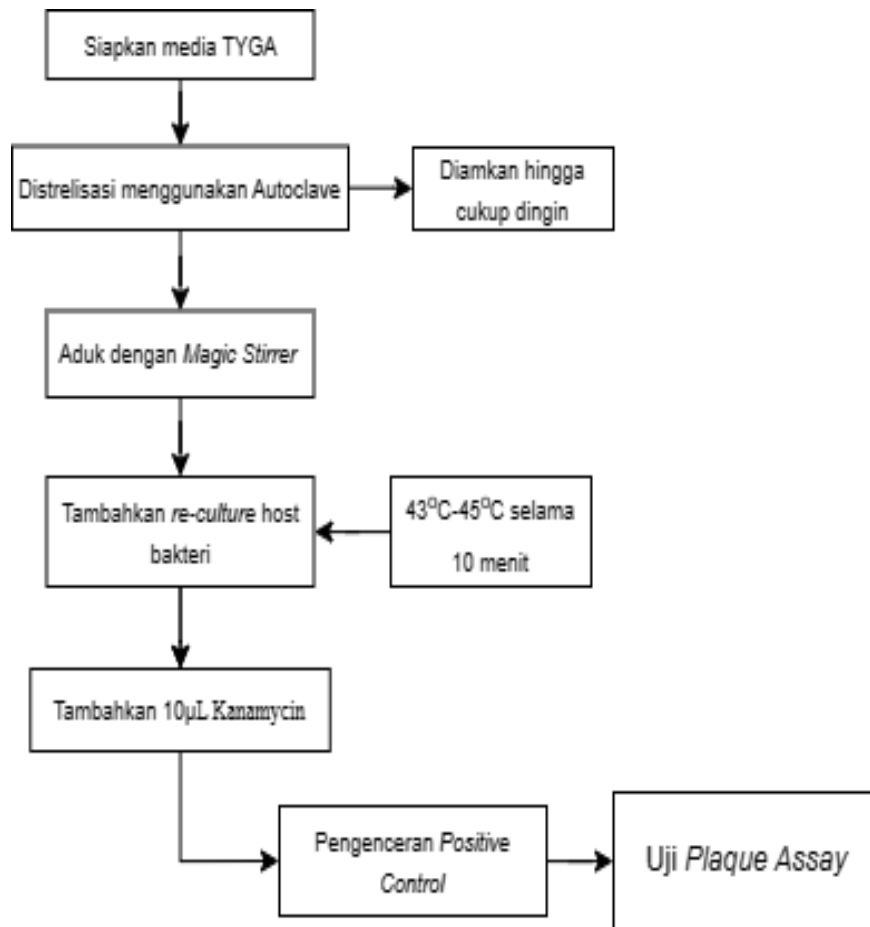 Siapkan media TYGA
Distrelisasi menggunakan Autoclave
Diamkan hingga
cukup dingin
Aduk dengan Magic Stirrer
Tambahkan re-culture host
bakteri
43°C-45°C selama
10 menit
Tambahkan 10µL Kanamycin
Pengenceran Positive
Control
Uji Plaque Assay